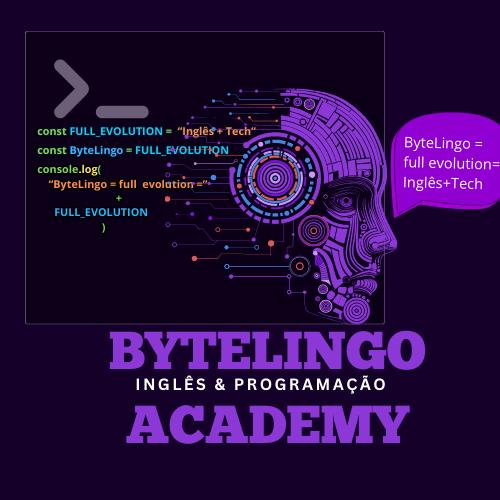 >_
const FULL_EVOLUTION = “Inglês + Tech“
const ByteLingo = FULL_EVOLUTION
console.log(
“ByteLingo = full evolution =”
+
FULL_EVOLUTION
)
ByteLingo =
full evolution=
Inglês+Tech
BYTELINGO
INGLÊS & PROGRAMAÇÃO
ACADEMY